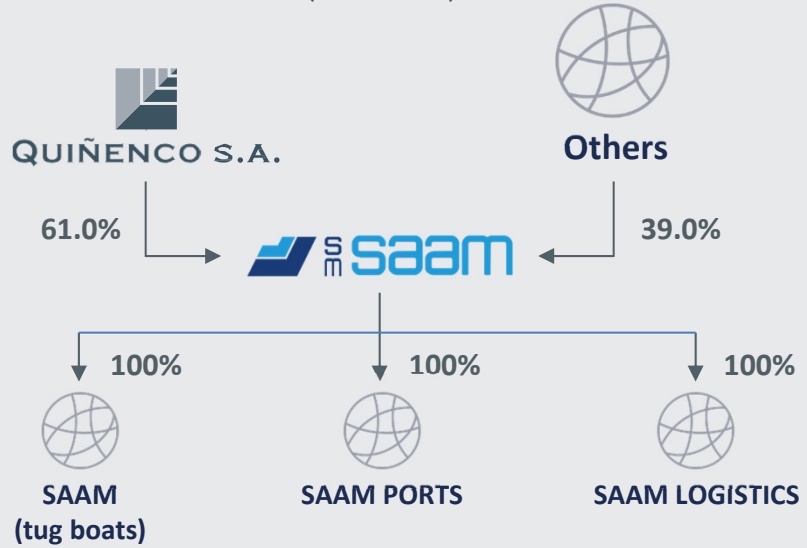 QUIÑENCO S.A.
Others
61.0%
39.0%
SM saam
100%
100%
100%
SAAM
(tug boats)
SAAM PORTS
SAAM LOGISTICS